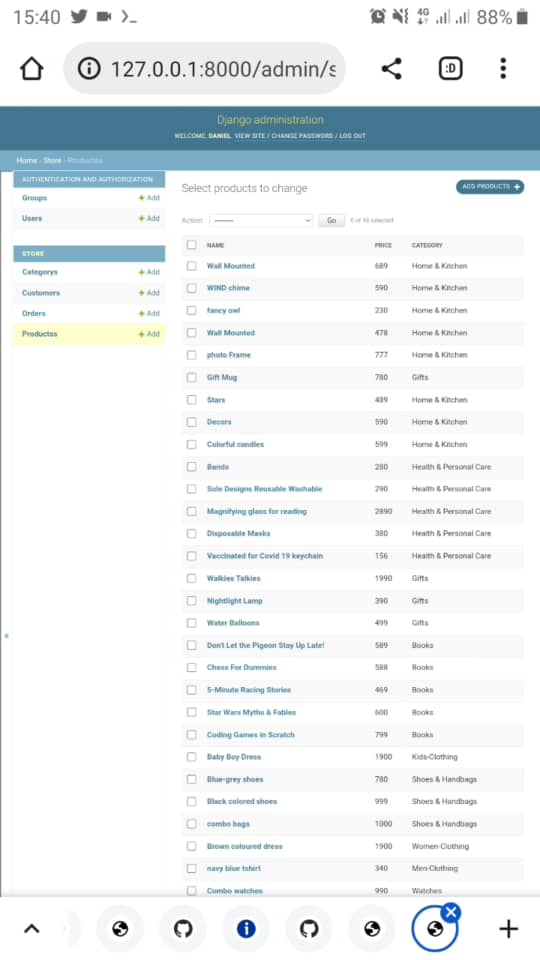 15:40 4G 88%
127.0.0.1:8000/admin/s :D
Django administration
WELCOME, DANIEL. VIEW SITE / CHANGE PASSWORD / LOG OUT
Home › Store › Productss
AUTHENTICATION AND AUTHORIZATION
Groups + Add
Users + Add
STORE
Categorys + Add
Customers + Add
Orders + Add
Productss + Add
«
Select products to change
ADD PRODUCTS +
Action: --------- Go 0 of 48 selected
NAME PRICE CATEGORY
Wall Mounted 689 Home & Kitchen
WIND chime 590 Home & Kitchen
fancy owl 230 Home & Kitchen
Wall Mounted 478 Home & Kitchen
photo Frame 777 Home & Kitchen
Gift Mug 780 Gifts
Stars 489 Home & Kitchen
Decors 590 Home & Kitchen
Colorful candles 599 Home & Kitchen
Bands 280 Health & Personal Care
Sole Designs Reusable Washable 290 Health & Personal Care
Magnifying glass for reading 2890 Health & Personal Care
Disposable Masks 380 Health & Personal Care
Vaccinated for Covid 19 keychain 156 Health & Personal Care
Walkies Talkies 1990 Gifts
Nightlight Lamp 390 Gifts
Water Balloons 499 Gifts
Don't Let the Pigeon Stay Up Late! 589 Books
Chess For Dummies 588 Books
5-Minute Racing Stories 469 Books
Star Wars Myths & Fables 600 Books
Coding Games in Scratch 799 Books
Baby Boy Dress 1900 Kids-Clothing
Blue-grey shoes 780 Shoes & Handbags
Black colored shoes 999 Shoes & Handbags
combo bags 1000 Shoes & Handbags
Brown coloured dress 1900 Women-Clothing
navy blue tshirt 340 Men-Clothing
Combo watches 990 Watches